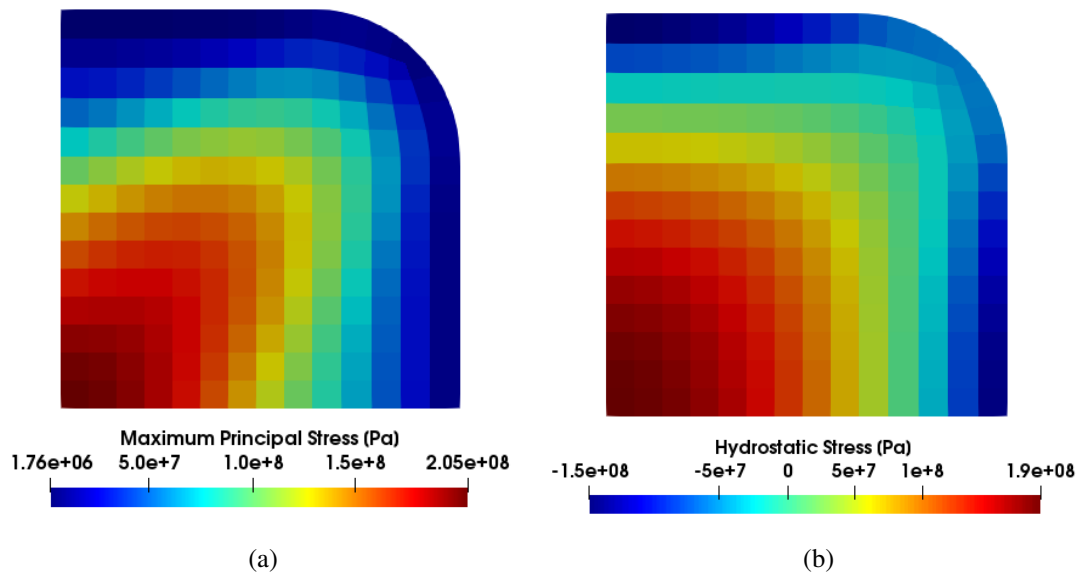 Maximum Principal Stress (Pa)
1.76e+06 5.0e+7 1.0e+8 1.5e+8 2.05e+08
(a)
Hydrostatic Stress (Pa)
-1.5e+08 -5e+7 0 5e+7 1e+8 1.9e+08
(b)